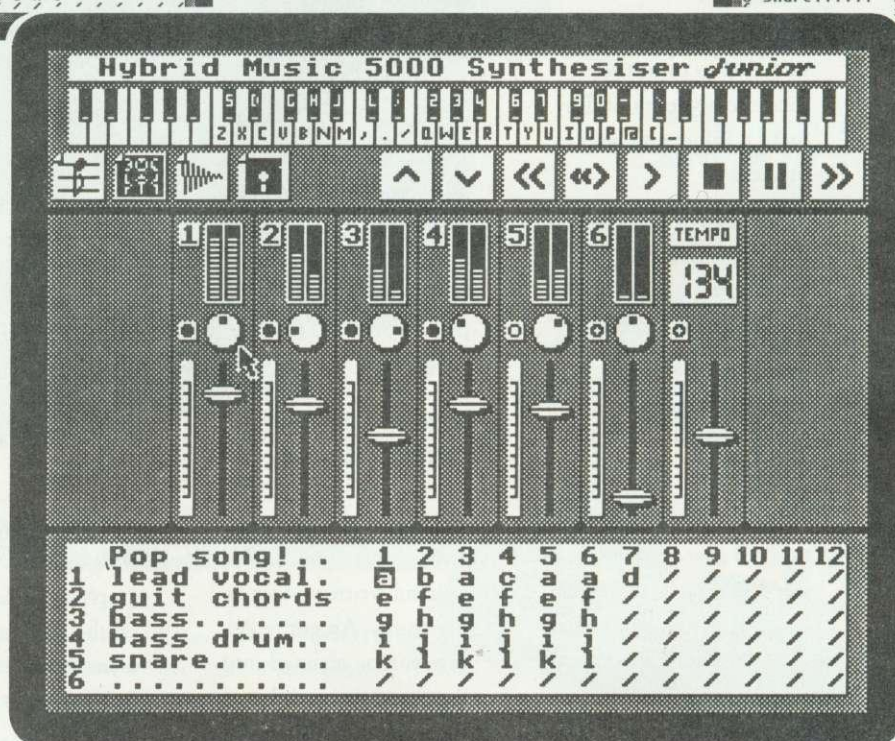 snare......
Hybrid Music 5000 Synthesiser Junior
S D G H J L ; 2 3 4 6 7 9 0 - \
Z X C V B N M , . / Q W E R T Y U I O P @ [ _
^ v << «> > ■ II >>
1 2 3 4 5 6 TEMPO
134
Pop song!.. 1 2 3 4 5 6 7 8 9 10 11 12
1 lead vocal. a b a c a a d / / / / /
2 guit chords e f e f e f / / / / / /
3 bass....... g h g h g h / / / / / /
4 bass drum.. i j i j i j / / / / / /
5 snare...... k l k l k l / / / / / /
6 ........... / / / / / / / / / / / /